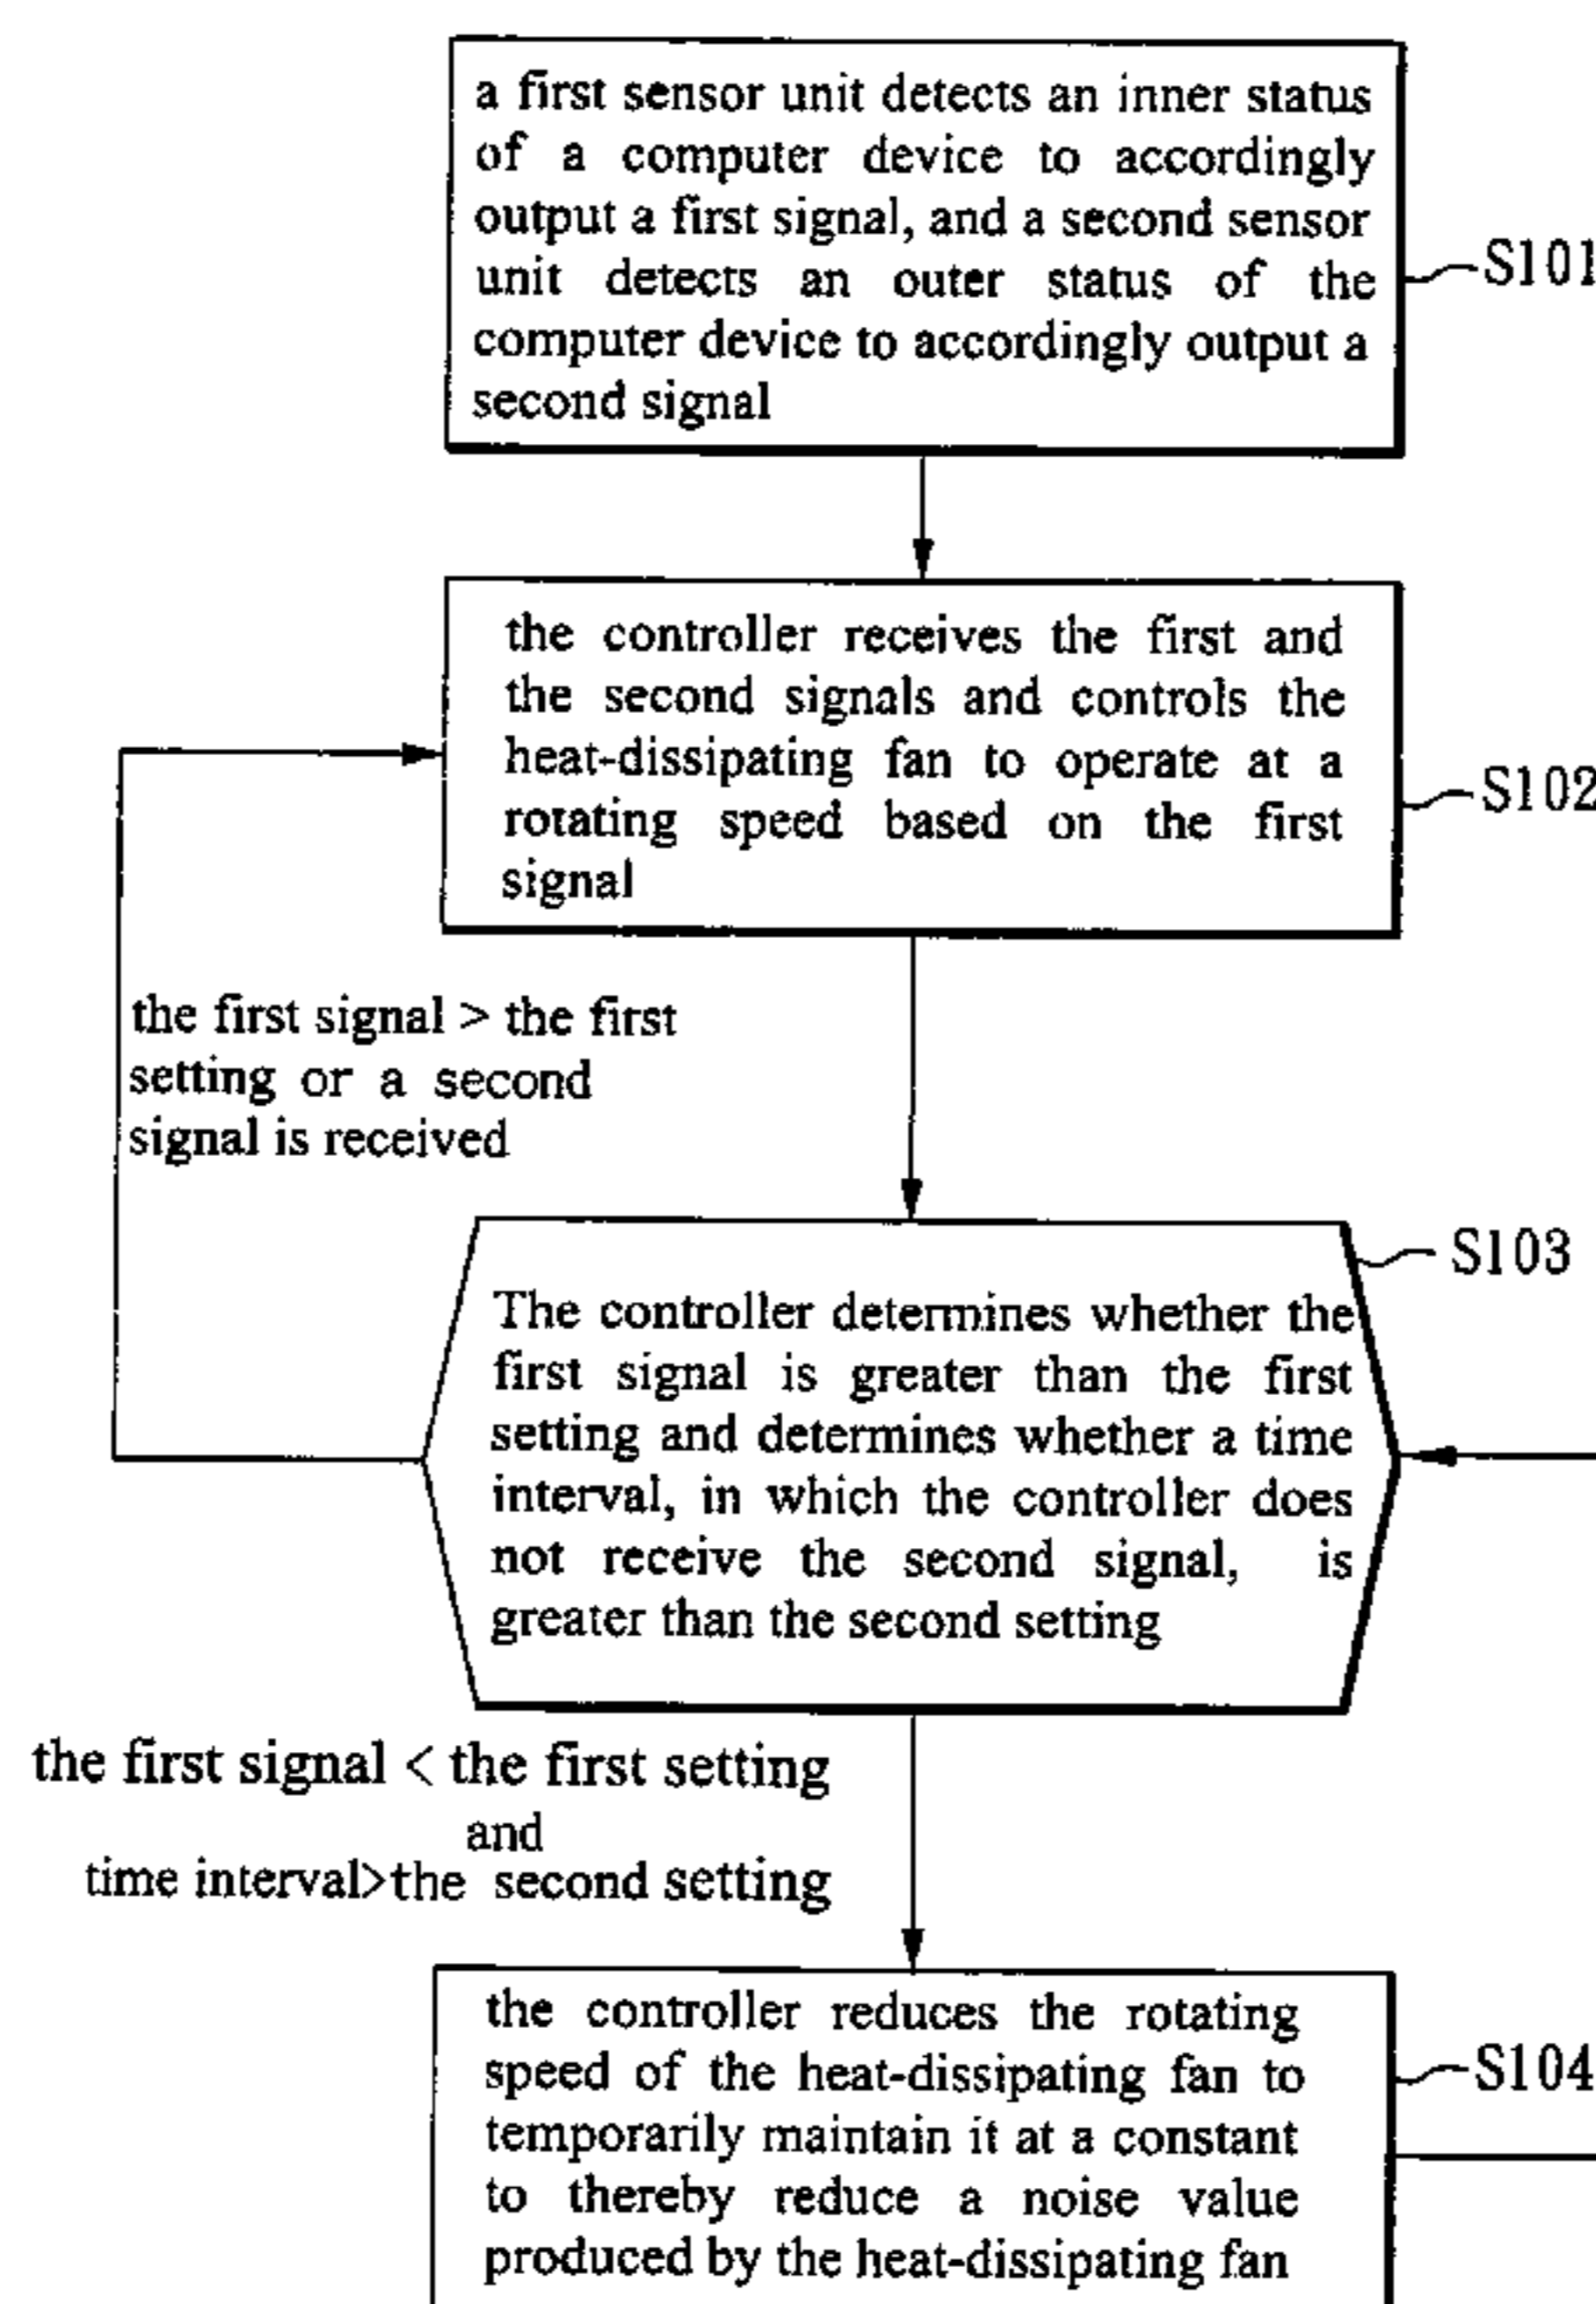 a first sensor unit detects an inner status
of a computer device to accordingly
output a first signal, and a second sensor
unit detects an outer status of the
computer device to accordingly output a
second signal
S101
the controller receives the first and
the second signals and controls the
heat-dissipating fan to operate at a
rotating speed based on the first
signal
S102
the first signal > the first
setting or a second
signal is received
S103
The controller determines whether the
first signal is greater than the first
setting and determines whether a time
interval, in which the controller does
not receive the second signal, is
greater than the second setting
the first signal < the first setting
and
time interval>the second setting
the controller reduces the rotating
speed of the heat-dissipating fan to
temporarily maintain it at a constant
to thereby reduce a noise value
produced by the heat-dissipating fan
S104